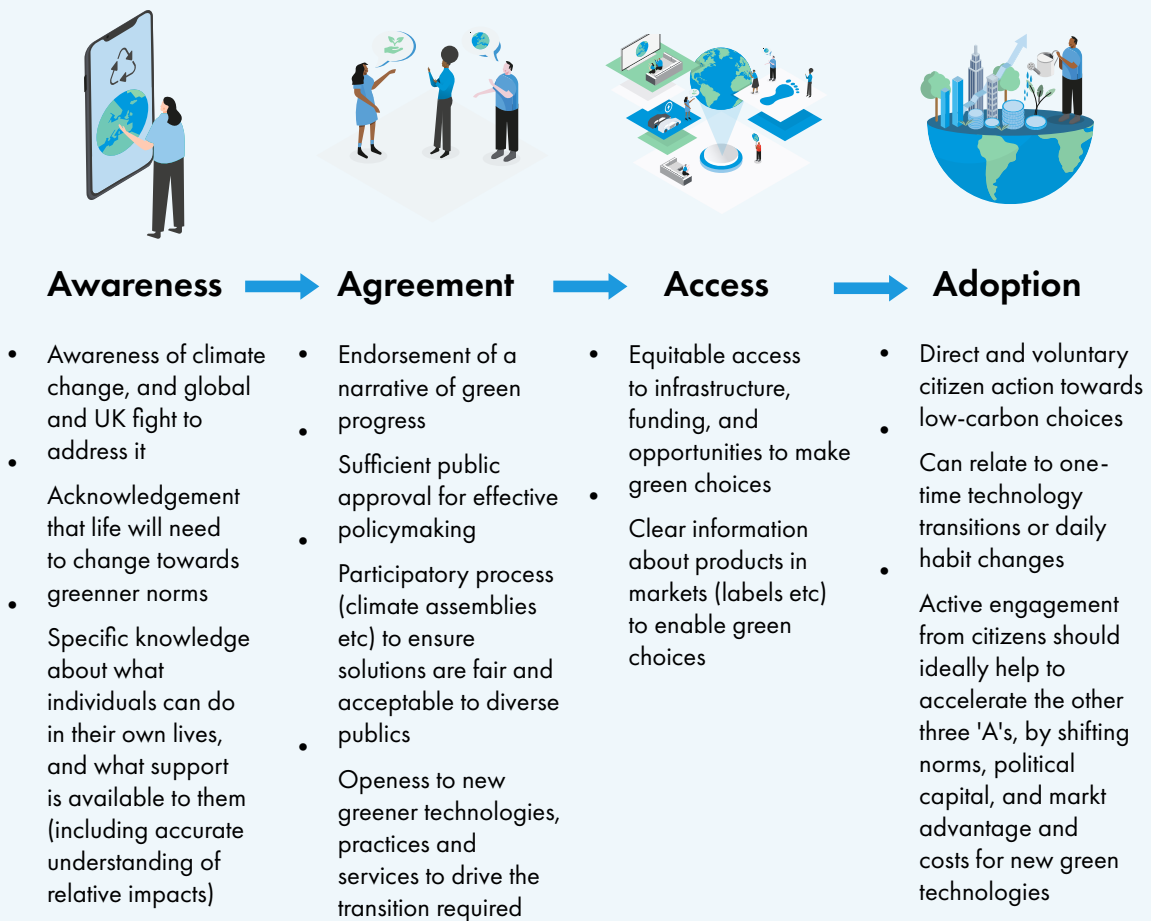 Awareness
Agreement
Access
Adoption
• Awareness of climate
change, and global
and UK fight to
address it
• Acknowledgement
that life will need
to change towards
greenner norms
• Specific knowledge
about what
individuals can do
in their own lives,
and what support
is available to them
(including accurate
understanding of
relative impacts)
• Endorsement of a
narrative of green
progress
• Sufficient public
approval for effective
policymaking
• Participatory process
(climate assemblies
etc) to ensure
solutions are fair and
acceptable to diverse
publics
• Openess to new
greener technologies,
practices and
services to drive the
transition required
• Equitable access
to infrastructure,
funding, and
opportunities to make
green choices
• Clear information
about products in
markets (labels etc)
to enable green
choices
• Direct and voluntary
citizen action towards
low-carbon choices
• Can relate to one-
time technology
transitions or daily
habit changes
• Active engagement
from citizens should
ideally help to
accelerate the other
three 'A's, by shifting
norms, political
capital, and markt
advantage and
costs for new green
technologies